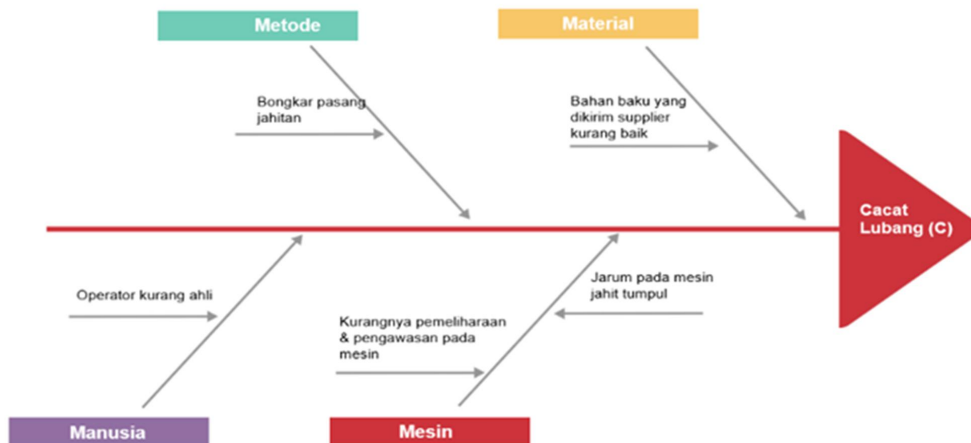 Metode
Material
Bongkar pasang
jahitan
Bahan baku yang
dikirim supplier
kurang baik
Cacat
Lubang (C)
Operator kurang ahli
Kurangnya pemeliharaan
& pengawasan pada
mesin
Jarum pada mesin
jahit tumpul
Manusia
Mesin